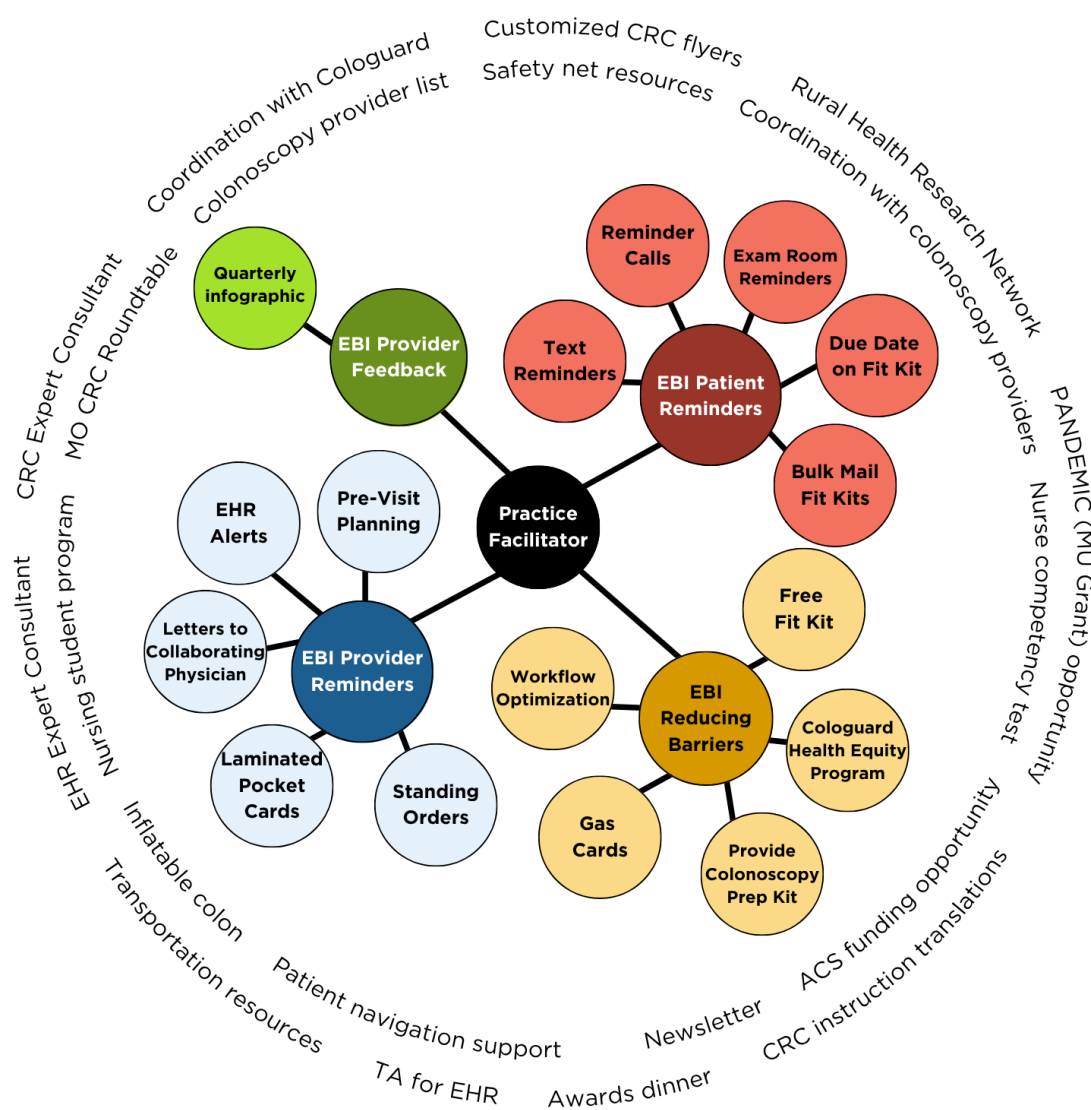 Coordination with Cologuard
Customized CRC flyers
Rural Health Research Network
PANDEMIC (MU Grant) opportunity
CRC instruction translations
Awards dinner
TA for EHR
Transportation resources
EHR Expert Consultant
CRC Expert Consultant
Colonoscopy provider list
Safety net resources
Coordination with colonoscopy providers
Nurse competency test
ACS funding opportunity
Newsletter
Patient navigation support
Inflatable colon
Nursing student program
MO CRC Roundtable
Quarterly
infographic
EBI Provider
Feedback
Reminder
Calls
Exam Room
Reminders
Text
Reminders
EBI Patient
Reminders
Due Date
on Fit Kit
Bulk Mail
Fit Kits
Practice
Facilitator
EHR
Alerts
Pre-Visit
Planning
Letters to
Collaborating
Physician
EBI Provider
Reminders
Laminated
Pocket
Cards
Standing
Orders
Free
Fit Kit
Workflow
Optimization
EBI
Reducing
Barriers
Cologuard
Health Equity
Program
Gas
Cards
Provide
Colonoscopy
Prep Kit